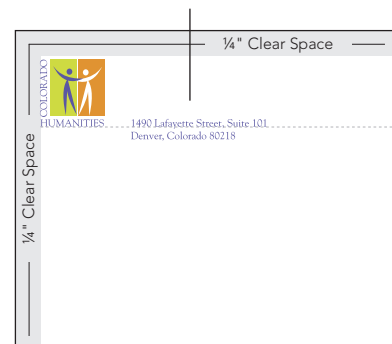 ¼" Clear Space
COLORADO
HUMANITIES
1490 Lafayette Street, Suite 101
Denver, Colorado 80218
¼" Clear Space